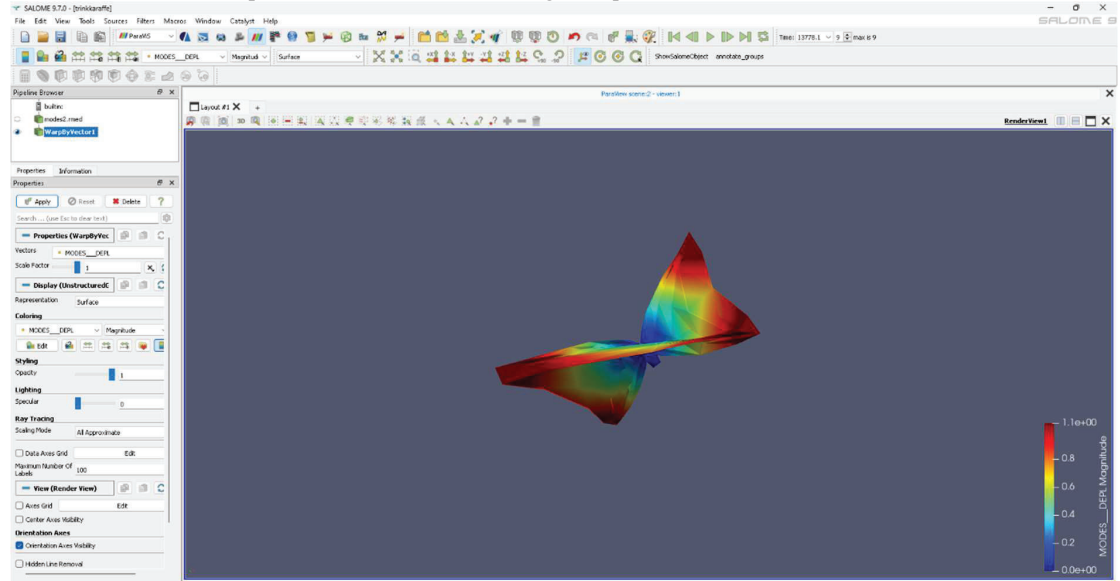 SALOME 9.7.0 - [trinkkaraffe]
File Edit View Tools Sources Filters Macros Window Catalyst Help
SALOME 9
ParaViS
Time: 13778.1 9 max is 9
MODES__DEPL Magnitud Surface
ShowSalomeObject annotate_groups
Pipeline Browser
ParaView scene:2 - viewer:1
builtin:
modes2.rmed
WarpByVector1
Layout #1
3D
RenderView1
Properties Information
Properties
Apply Reset Delete ?
Search ... (use Esc to clear text)
Properties (WarpByVec
Vectors MODES__DEPL
Scale Factor 1
Display (UnstructuredG
Representation Surface
Coloring
MODES__DEPL Magnitude
Edit
Styling
Opacity 1
Lighting
Specular 0
Ray Tracing
Scaling Mode All Approximate
Data Axes Grid Edit
Maximum Number Of
Labels 100
View (Render View)
Axes Grid Edit
Center Axes Visibility
Orientation Axes
Orientation Axes Visibility
Hidden Line Removal
1.1e+00
0.8
0.6
0.4
0.2
0.0e+00
MODES__DEPL Magnitude